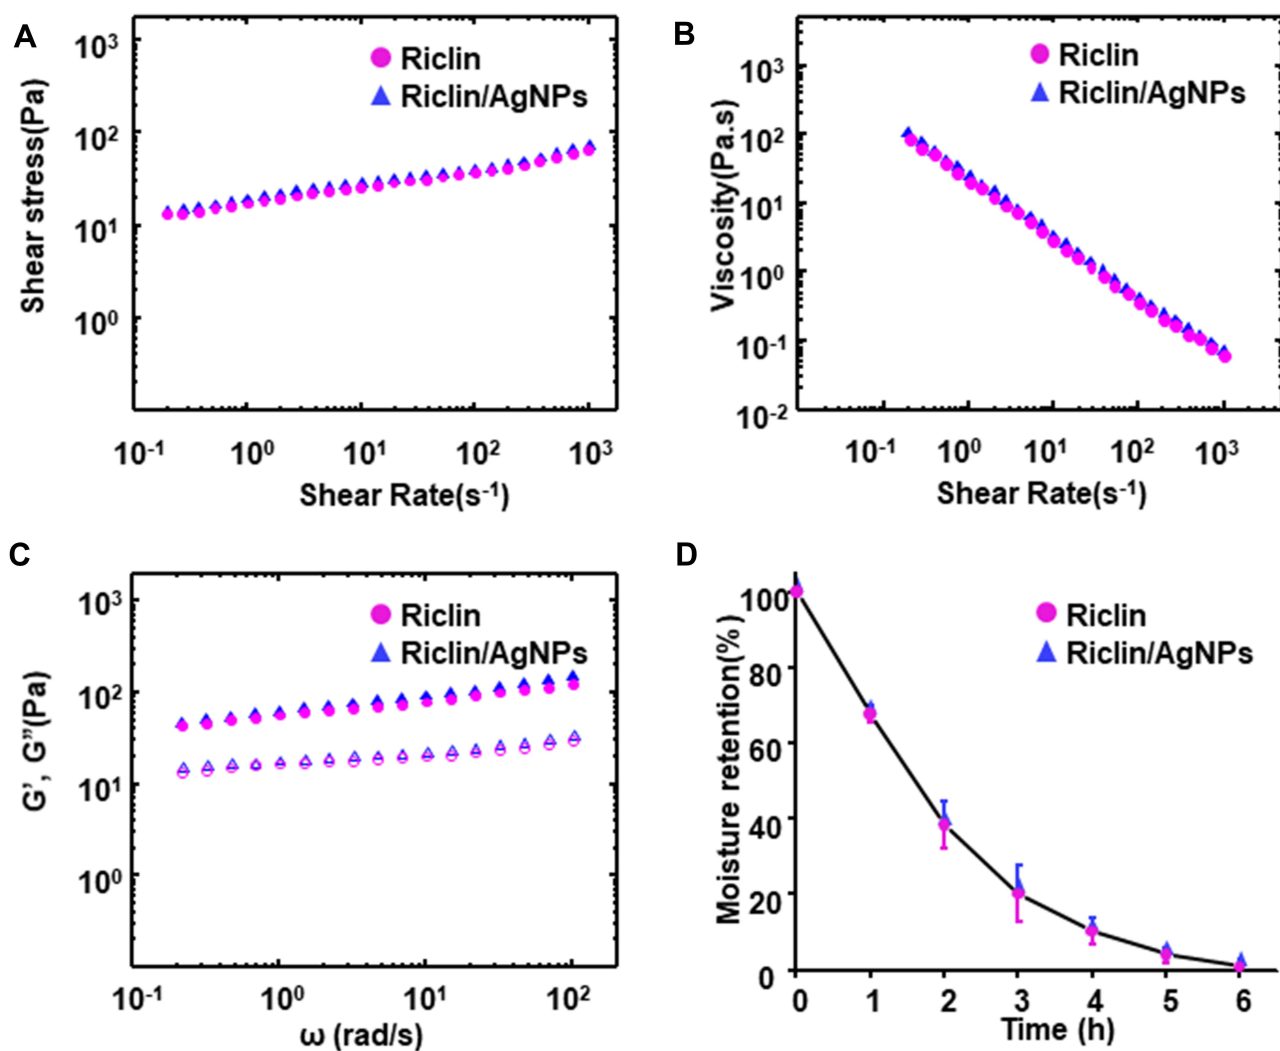 A
Shear stress(Pa)
10³
10²
10¹
10⁰
Riclin
Riclin/AgNPs
10⁻¹ 10⁰ 10¹ 10² 10³
Shear Rate(s⁻¹)
B
Viscosity(Pa.s)
10³
10²
10¹
10⁰
10⁻¹
10⁻²
Riclin
Riclin/AgNPs
10⁻¹ 10⁰ 10¹ 10² 10³
Shear Rate(s⁻¹)
C
G’, G”(Pa)
10³
10²
10¹
10⁰
Riclin
Riclin/AgNPs
10⁻¹ 10⁰ 10¹ 10²
ω (rad/s)
D
Moisture retention(%)
100
80
60
40
20
0
Riclin
Riclin/AgNPs
0 1 2 3 4 5 6
Time (h)